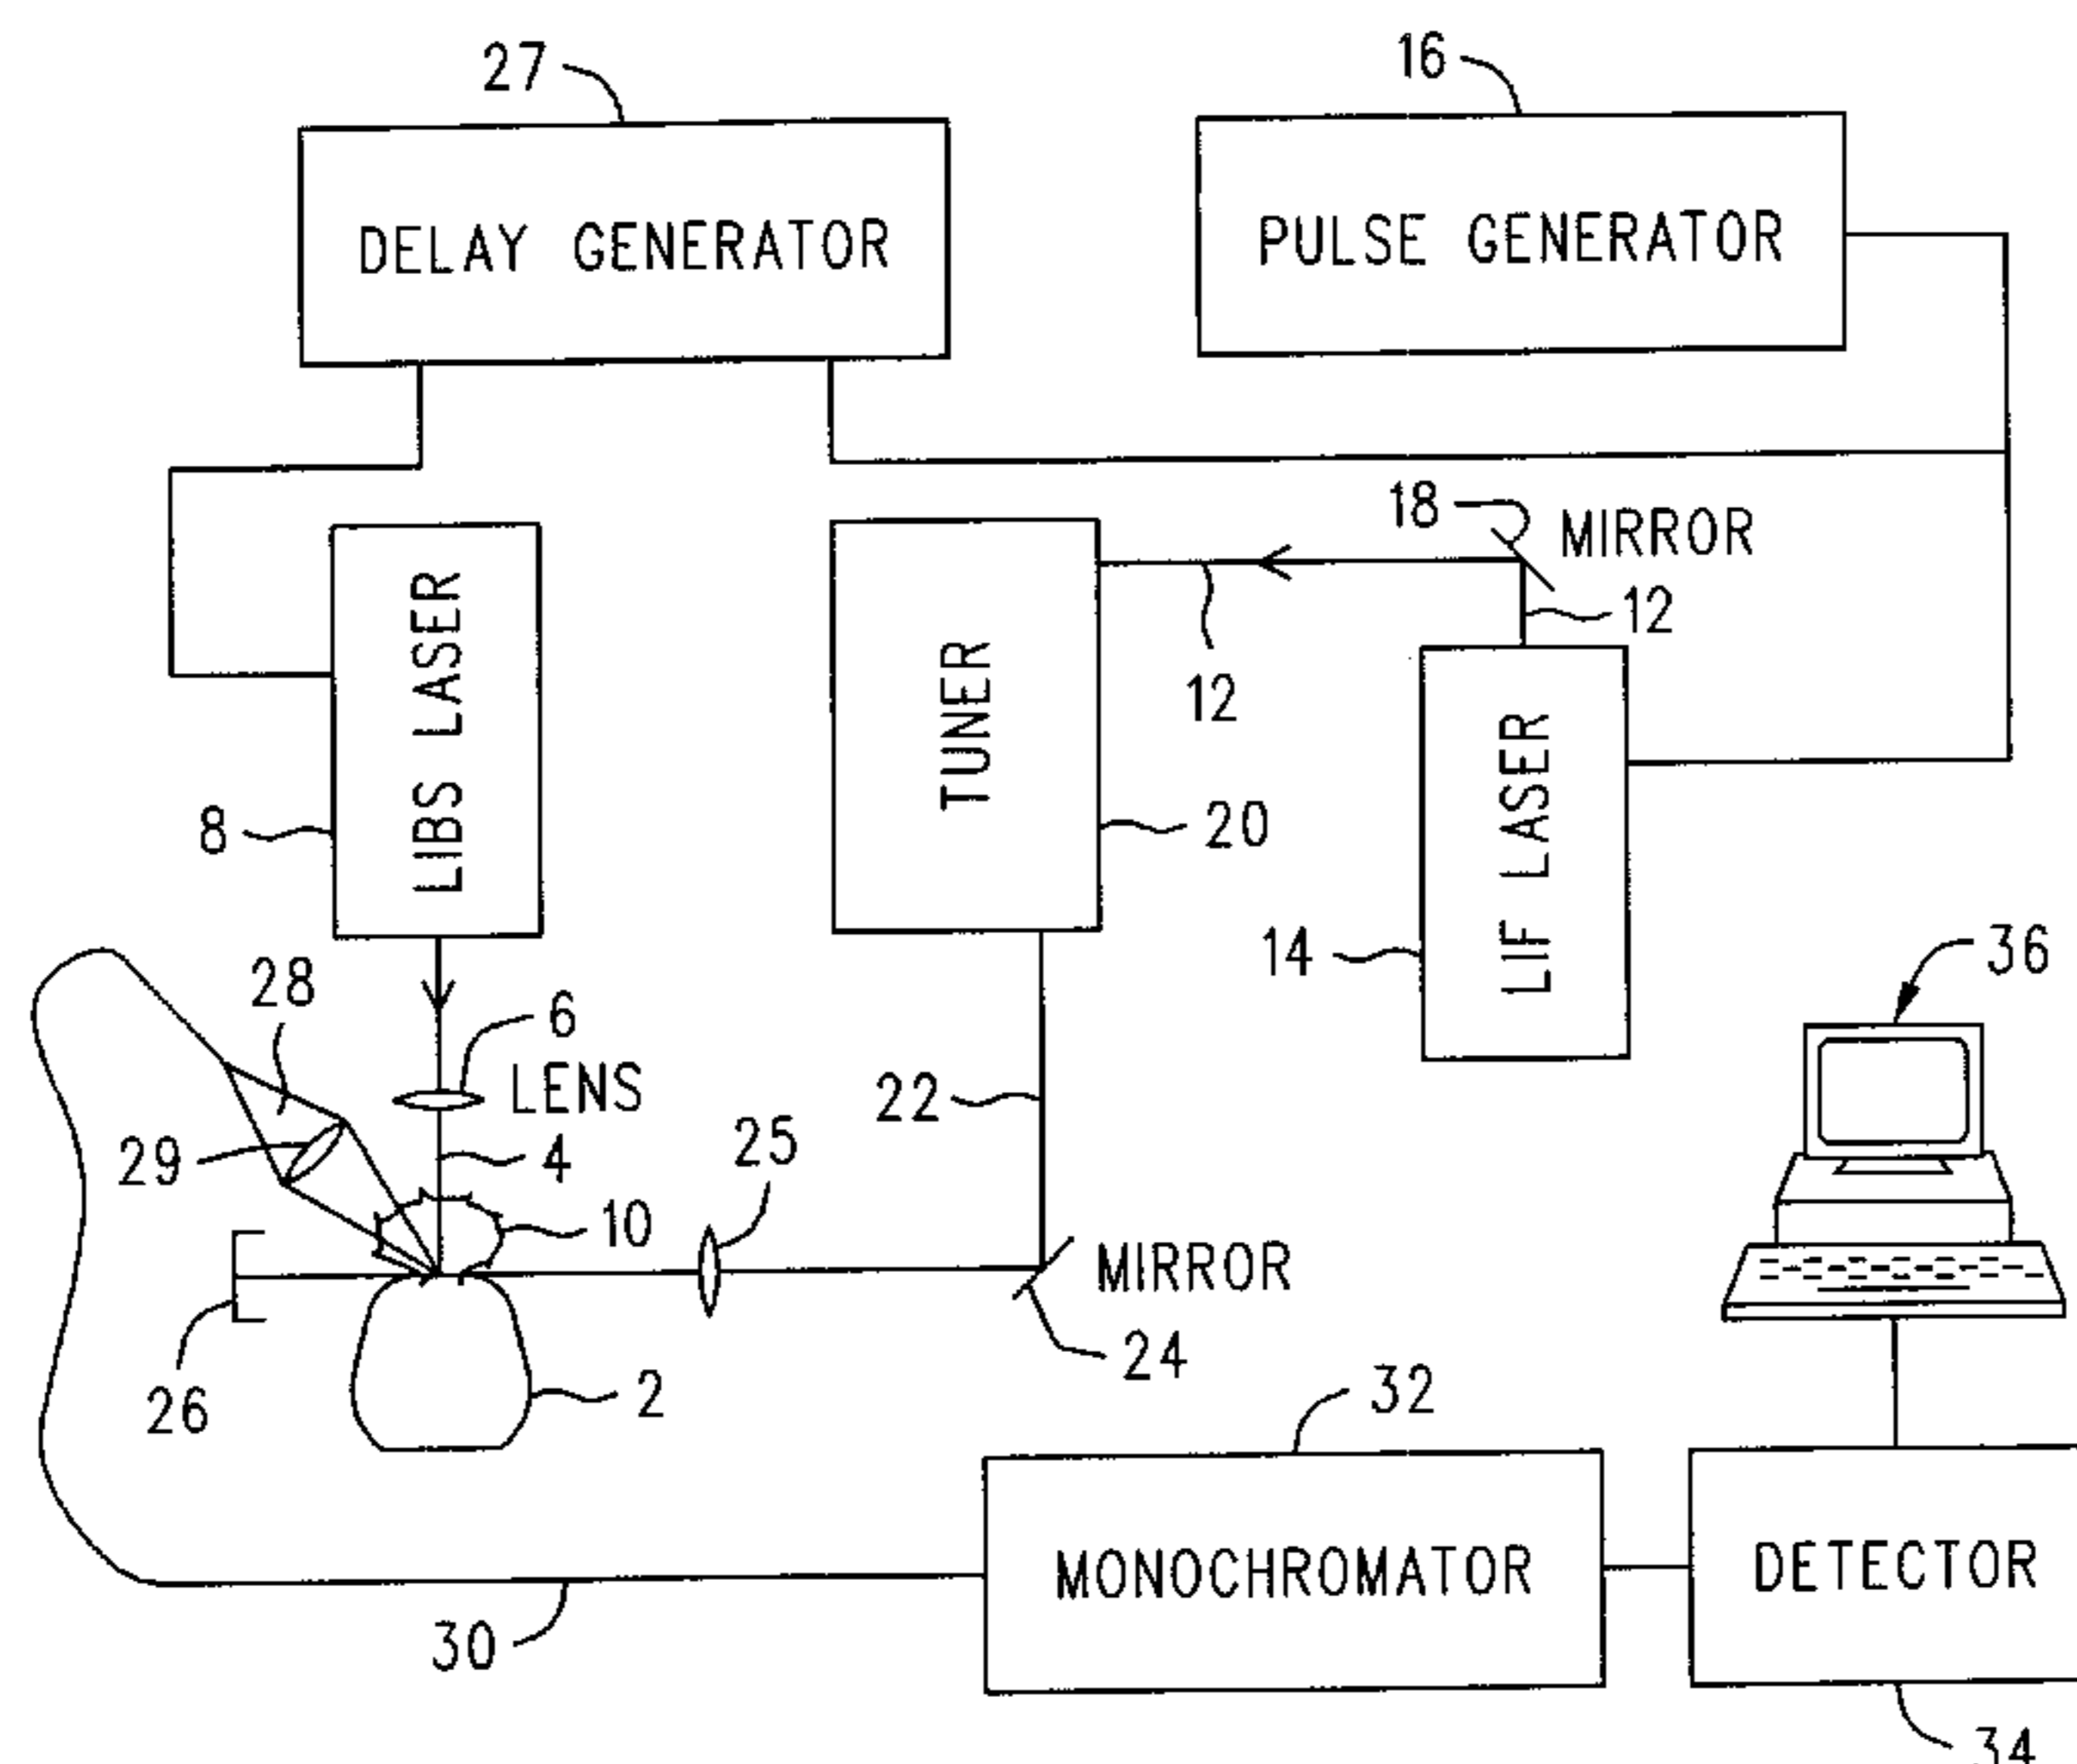 27
16
DELAY GENERATOR
PULSE GENERATOR
18
MIRROR
12
12
LIBS LASER
TUNER
LIF LASER
8
20
14
36
28
6
LENS
22
25
29
4
10
MIRROR
24
26
2
32
MONOCHROMATOR
DETECTOR
30
34